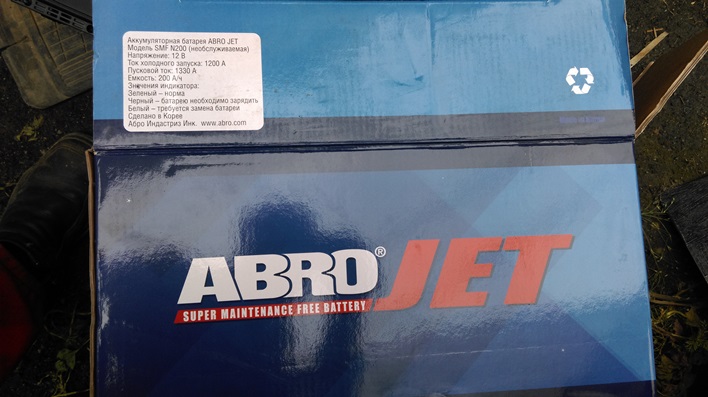 Аккумуляторная батарея ABRO JET
Модель SMF N200 (необслуживаемая)
Напряжение: 12 В
Ток холодного запуска: 1200 А
Пусковой ток: 1330 А
Емкость: 200 А/ч
Значения индикатора:
Зеленый – норма
Черный – батарею необходимо зарядить
Белый – требуется замена батареи
Сделано в Корее
Абро Индастриз Инк. www.abro.com
ABRO® JET
SUPER MAINTENANCE FREE BATTERY